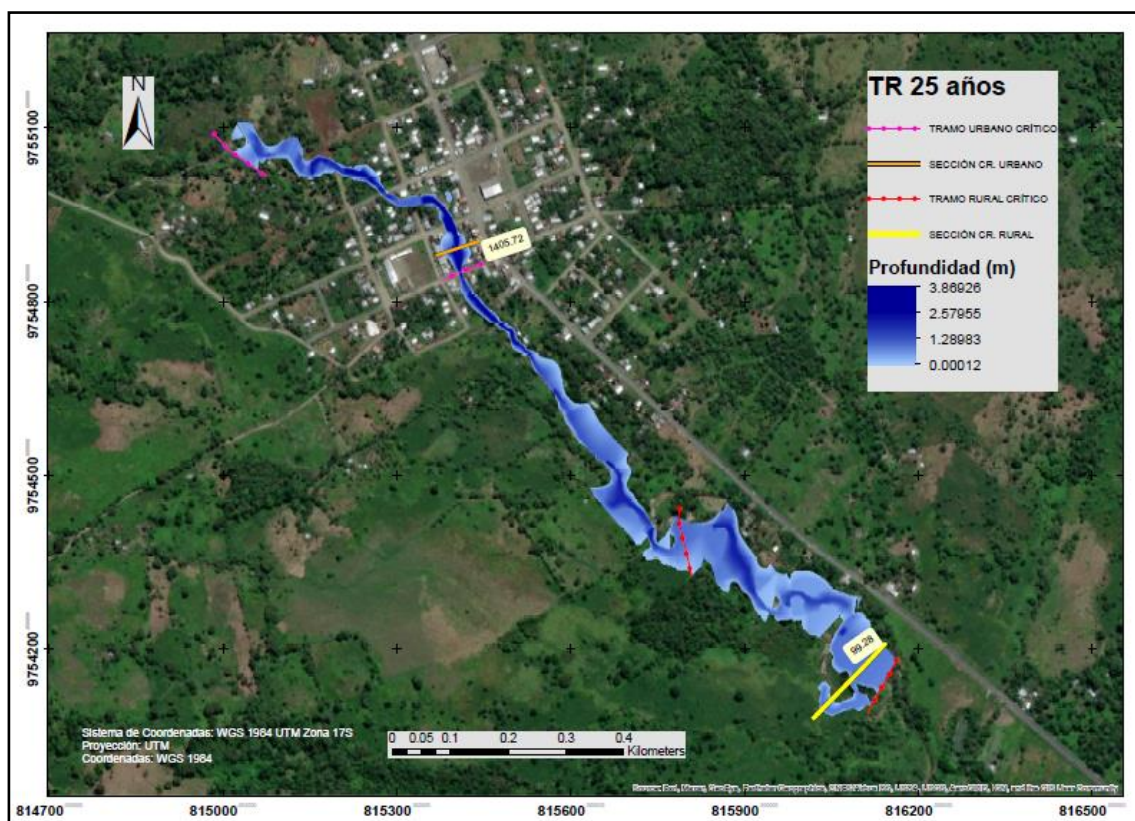 N
TR 25 años
TRAMO URBANO CRÍTICO
SECCIÓN CR. URBANO
TRAMO RURAL CRÍTICO
SECCIÓN CR. RURAL
Profundidad (m)
3.86926
2.57955
1.28983
0.00012
1405.72
99.28
9755100
9754800
9754500
9754200
Sistema de Coordenadas: WGS 1984 UTM Zona 17S
Proyección: UTM
Coordenadas: WGS 1984
0 0.05 0.1 0.2 0.3 0.4
Kilometers
814700 815000 815300 815600 815900 816200 816500